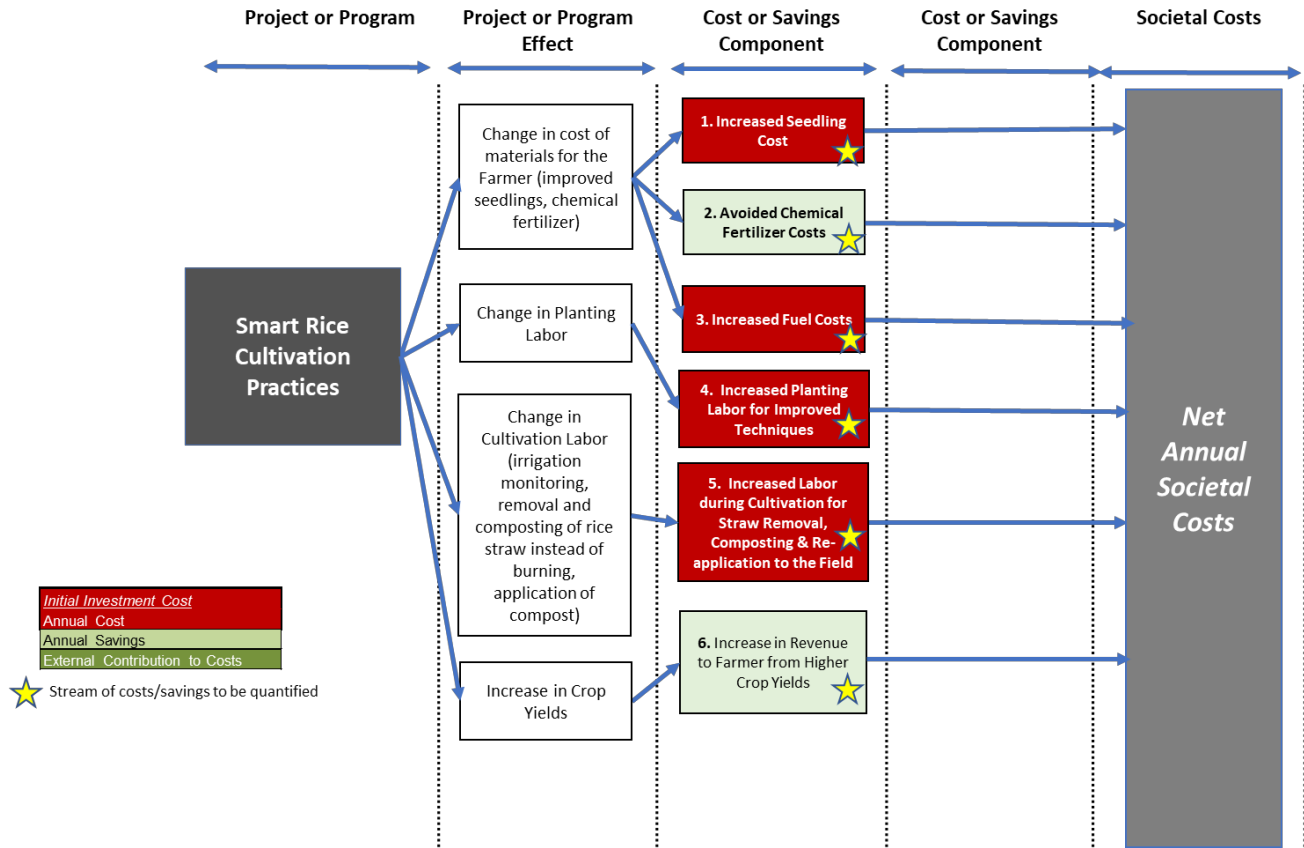 Project or Program
Project or Program
Effect
Cost or Savings
Component
Cost or Savings
Component
Societal Costs
Change in cost of
materials for the
Farmer (improved
seedlings, chemical
fertilizer)
1. Increased Seedling
Cost
2. Avoided Chemical
Fertilizer Costs
Smart Rice
Cultivation
Practices
Change in Planting
Labor
3. Increased Fuel Costs
4. Increased Planting
Labor for Improved
Techniques
Change in
Cultivation Labor
(irrigation
monitoring,
removal and
composting of rice
straw instead of
burning,
application of
compost)
5. Increased Labor
during Cultivation for
Straw Removal,
Composting & Re-
application to the Field
Net
Annual
Societal
Costs
Increase in Crop
Yields
6. Increase in Revenue
to Farmer from Higher
Crop Yields
Initial Investment Cost
Annual Cost
Annual Savings
External Contribution to Costs
Stream of costs/savings to be quantified